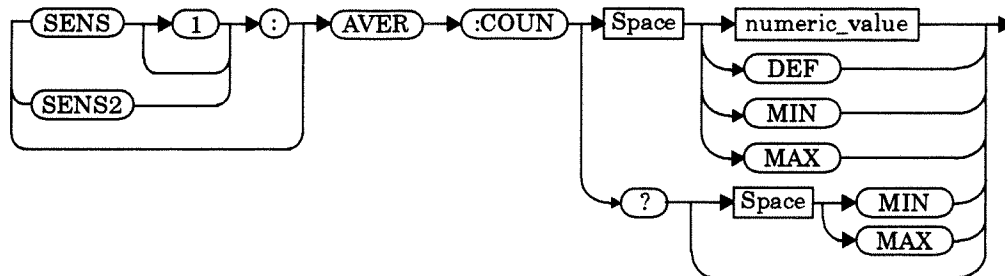 SENS 1 : AVER :COUN Space numeric_value
DEF
SENS2
MIN
MAX
? Space MIN
MAX